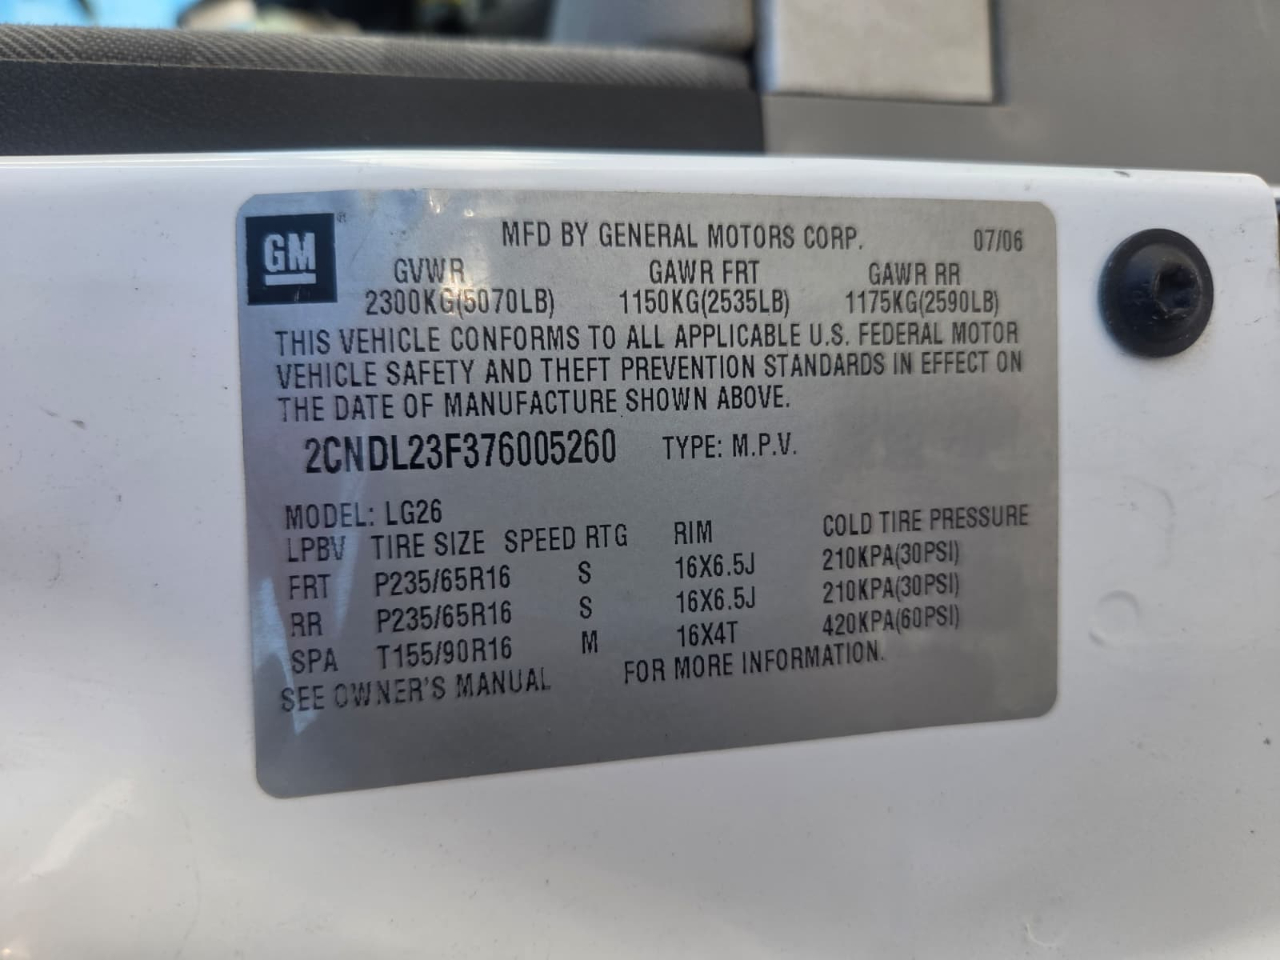 GM ®
MFD BY GENERAL MOTORS CORP. 07/06
GVWR GAWR FRT GAWR RR
2300KG(5070LB) 1150KG(2535LB) 1175KG(2590LB)
THIS VEHICLE CONFORMS TO ALL APPLICABLE U.S. FEDERAL MOTOR
VEHICLE SAFETY AND THEFT PREVENTION STANDARDS IN EFFECT ON
THE DATE OF MANUFACTURE SHOWN ABOVE.
2CNDL23F376005260 TYPE: M.P.V.
MODEL: LG26
LPBV TIRE SIZE SPEED RTG RIM COLD TIRE PRESSURE
FRT P235/65R16 S 16X6.5J 210KPA(30PSI)
RR P235/65R16 S 16X6.5J 210KPA(30PSI)
SPA T155/90R16 M 16X4T 420KPA(60PSI)
SEE OWNER'S MANUAL FOR MORE INFORMATION.